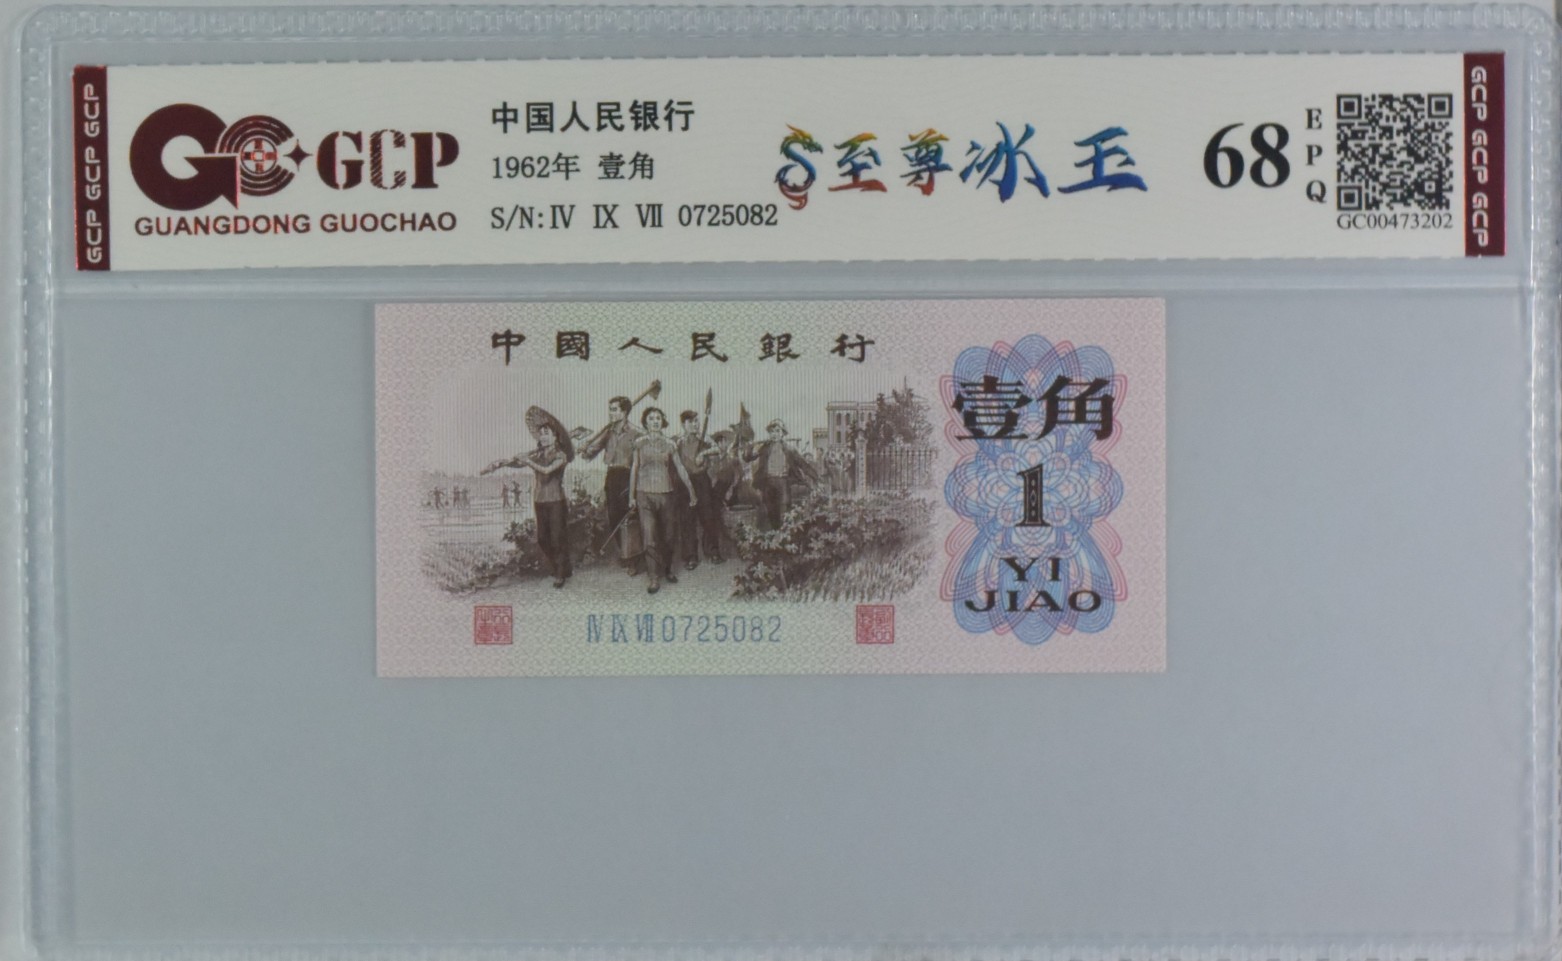 GCP GCP GCP
GCP
GUANGDONG GUOCHAO
中国人民银行
1962年 壹角
S/N:Ⅳ Ⅸ Ⅶ 0725082
至尊冰玉
68
EPQ
GC00473202
GCP GCP GCP
中國人民銀行
壹角
1
YI
JIAO
Ⅳ Ⅸ Ⅶ 0725082